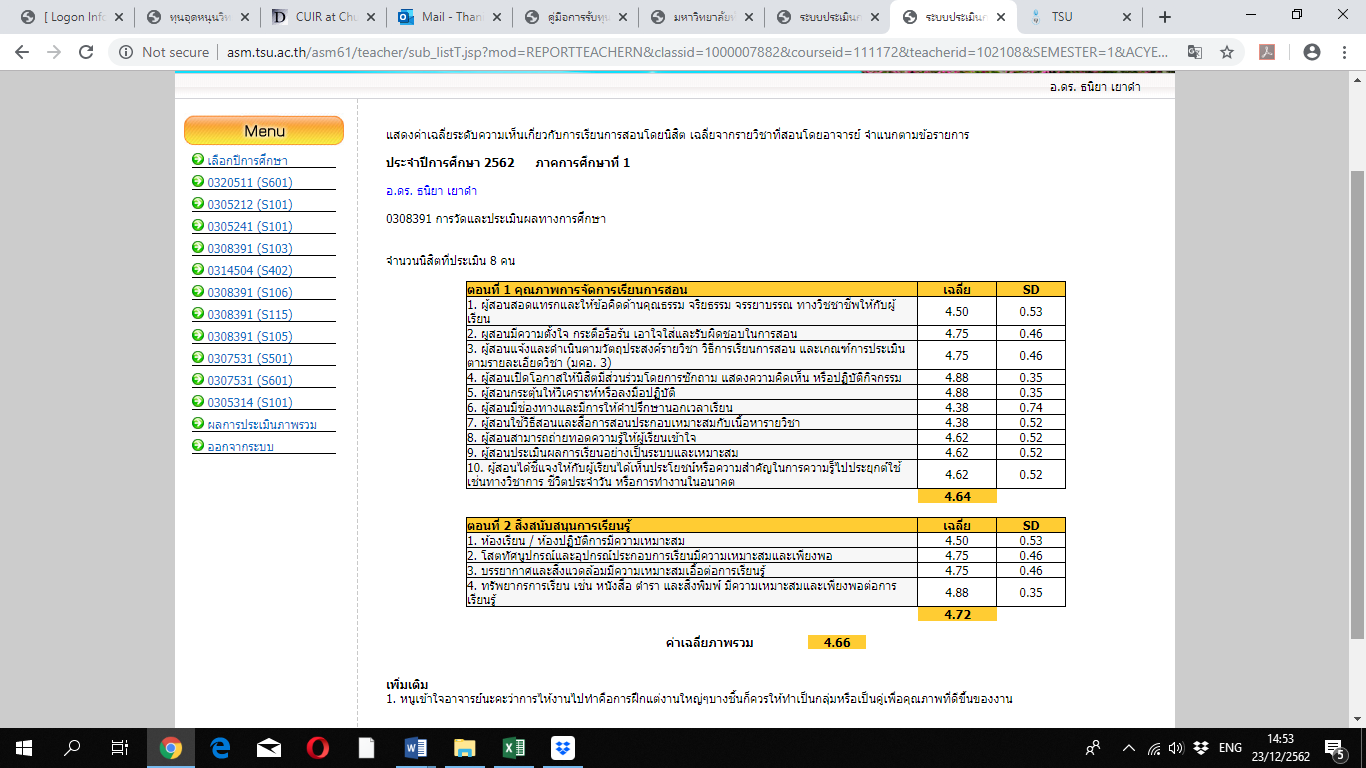 [ Logon Info
ทุนอุดหนุนวิท
CUIR at Chu
Mail - Than
คู่มือการรับทุน
มหาวิทยาลัย
ระบบประเมินก
ระบบประเมินก
TSU
Not secure
asm.tsu.ac.th/asm61/teacher/sub_listT.jsp?mod=REPORTTEACHERN&classid=1000007882&courseid=111172&teacherid=102108&SEMESTER=1&ACYE...
อ.ดร. ธนิยา เยาดำ
Menu
เลือกปีการศึกษา
0320511 (S601)
0305212 (S101)
0305241 (S101)
0308391 (S103)
0314504 (S402)
0308391 (S106)
0308391 (S115)
0308391 (S105)
0307531 (S501)
0307531 (S601)
0305314 (S101)
ผลการประเมินภาพรวม
ออกจากระบบ
แสดงค่าเฉลี่ยระดับความเห็นเกี่ยวกับการเรียนการสอนโดยนิสิต เฉลี่ยจากรายวิชาที่สอนโดยอาจารย์ จำแนกตามข้อรายการ
ประจำปีการศึกษา 2562 ภาคการศึกษาที่ 1
อ.ดร. ธนิยา เยาดำ
0308391 การวัดและประเมินผลทางการศึกษา
จำนวนนิสิตที่ประเมิน 8 คน
ตอนที่ 1 คุณภาพการจัดการเรียนการสอน เฉลี่ย SD
1. ผู้สอนสอดแทรกและให้ข้อคิดด้านคุณธรรม จริยธรรม จรรยาบรรณ ทางวิชชาชีพให้กับผู้
เรียน 4.50 0.53
2. ผู้สอนมีความตั้งใจ กระตือรือร้น เอาใจใส่และรับผิดชอบในการสอน 4.75 0.46
3. ผู้สอนแจ้งและดำเนินตามวัตถุประสงค์รายวิชา วิธีการเรียนการสอน และเกณฑ์การประเมิน
ตามรายละเอียดวิชา (มคอ. 3) 4.75 0.46
4. ผู้สอนเปิดโอกาสให้นิสิตมีส่วนร่วมโดยการซักถาม แสดงความคิดเห็น หรือปฏิบัติกิจกรรม 4.88 0.35
5. ผู้สอนกระตุ้นให้วิเคราะห์หรือลงมือปฏิบัติ 4.88 0.35
6. ผู้สอนมีช่องทางและมีการให้คำปรึกษานอกเวลาเรียน 4.38 0.74
7. ผู้สอนใช้วิธีสอนและสื่อการสอนประกอบเหมาะสมกับเนื้อหารายวิชา 4.38 0.52
8. ผู้สอนสามารถถ่ายทอดความรู้ให้ผู้เรียนเข้าใจ 4.62 0.52
9. ผู้สอนประเมินผลการเรียนอย่างเป็นระบบและเหมาะสม 4.62 0.52
10. ผู้สอนได้ชี้แจงให้กับผู้เรียนได้เห็นประโยชน์หรือความสำคัญในการความรู้ไปประยุกต์ใช้
เช่นทางวิชาการ ชีวิตประจำวัน หรือการทำงานในอนาคต 4.62 0.52
4.64
ตอนที่ 2 สิ่งสนับสนุนการเรียนรู้ เฉลี่ย SD
1. ห้องเรียน / ห้องปฏิบัติการมีความเหมาะสม 4.50 0.53
2. โสตทัศนูปกรณ์และอุปกรณ์ประกอบการเรียนมีความเหมาะสมและเพียงพอ 4.75 0.46
3. บรรยากาศและสิ่งแวดล้อมมีความเหมาะสมเอื้อต่อการเรียนรู้ 4.75 0.46
4. ทรัพยากรการเรียน เช่น หนังสือ ตำรา และสิ่งพิมพ์ มีความเหมาะสมและเพียงพอต่อการ
เรียนรู้ 4.88 0.35
4.72
ค่าเฉลี่ยภาพรวม 4.66
เพิ่มเติม
1. หนูเข้าใจอาจารย์นะคะว่าการให้งานไปทำคือการฝึกแต่งานใหญ่ๆบางชิ้นก็ควรให้ทำเป็นกลุ่มหรือเป็นคู่เพื่อคุณภาพที่ดีขึ้นของงาน
ENG
14:53
23/12/2562
5